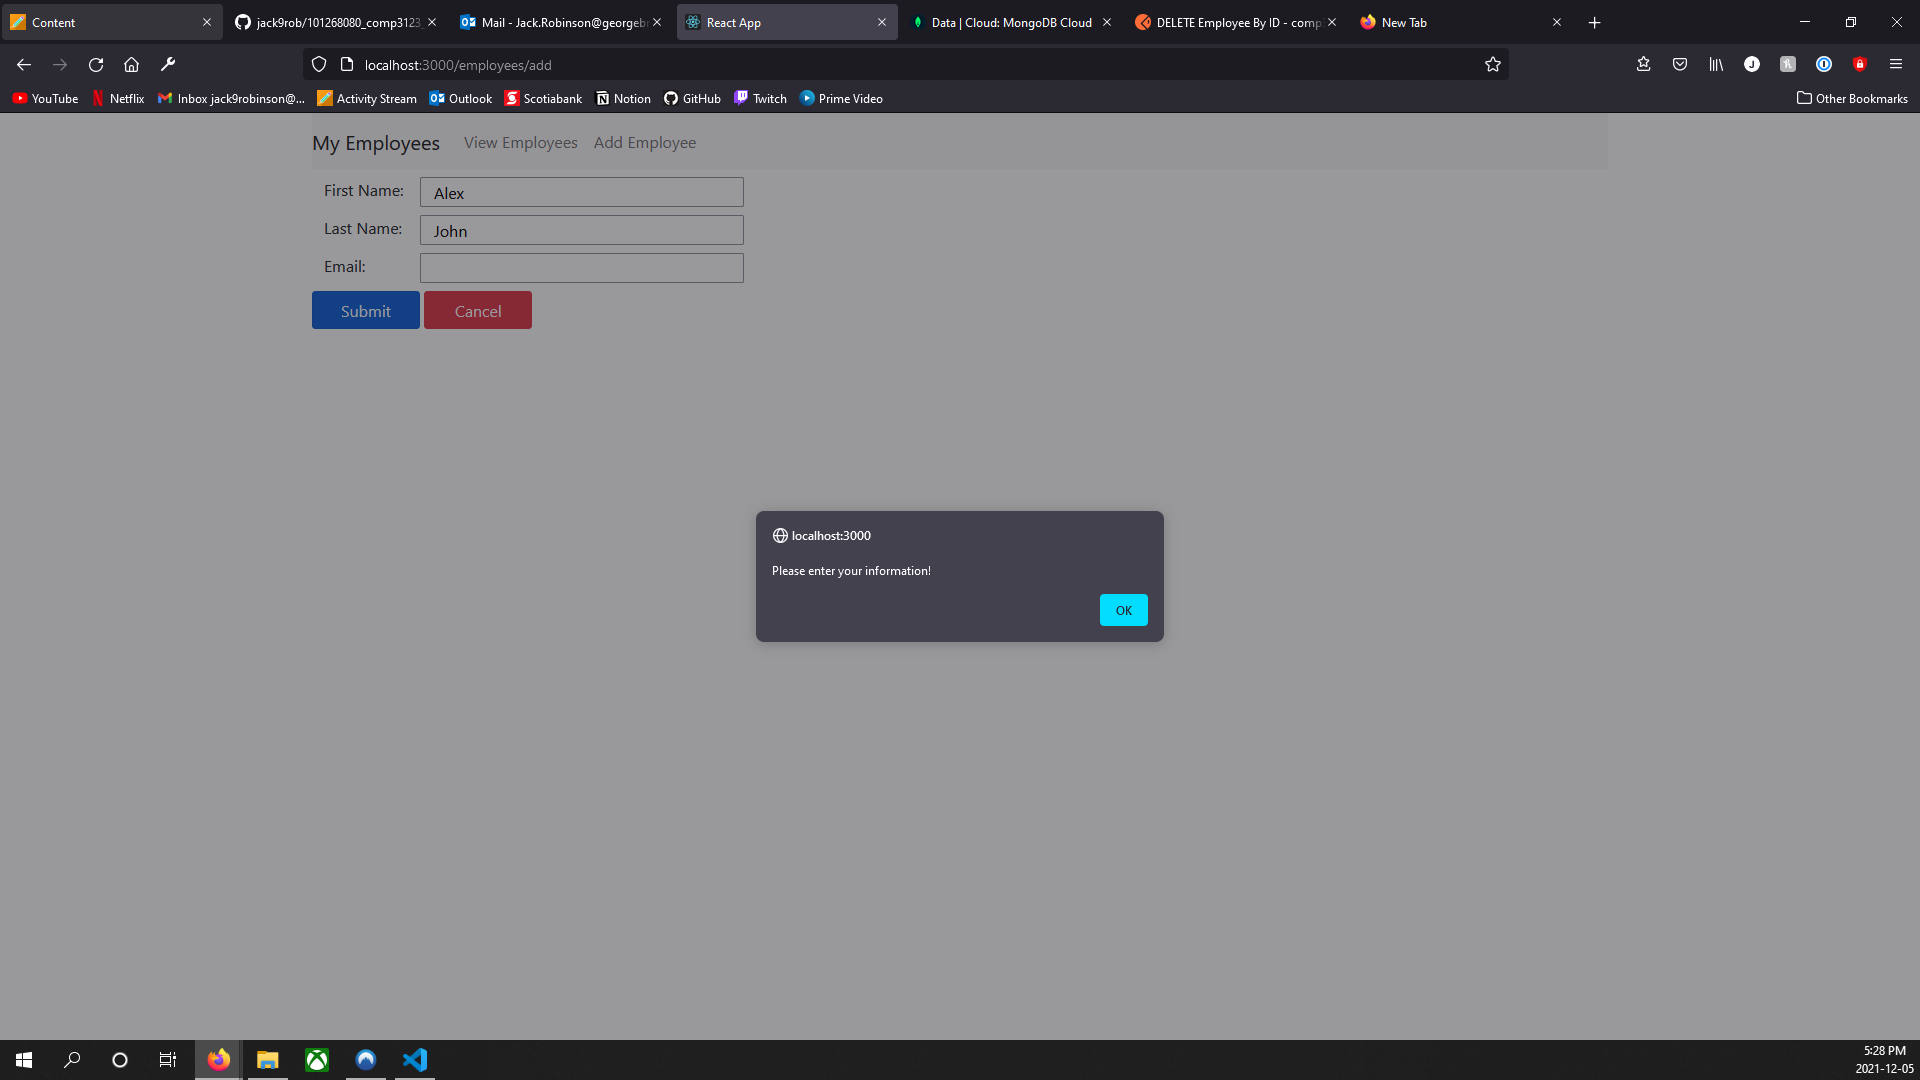 Content
jack9rob/101268080_comp3123_
Mail - Jack.Robinson@georgebr
React App
Data | Cloud: MongoDB Cloud
DELETE Employee By ID - comp
New Tab
localhost:3000/employees/add
YouTube
Netflix
Inbox jack9robinson@...
Activity Stream
Outlook
Scotiabank
Notion
GitHub
Twitch
Prime Video
Other Bookmarks
My Employees View Employees Add Employee
First Name: Alex
Last Name: John
Email:
Submit Cancel
localhost:3000
Please enter your information!
OK
5:28 PM
2021-12-05